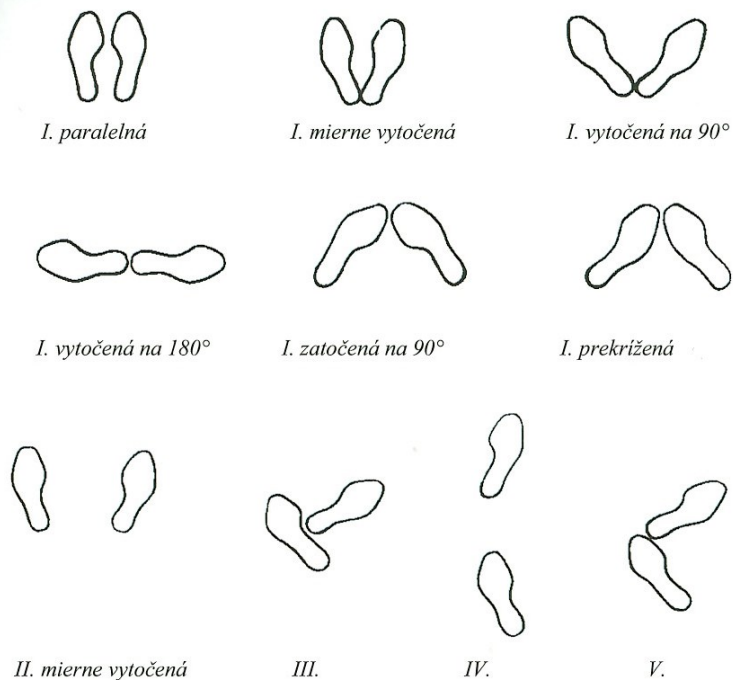 I. paralelná
I. mierne vytočená
I. vytočená na 90°
I. vytočená na 180°
I. zatočená na 90°
I. prekrížená
II. mierne vytočená
III.
IV.
V.